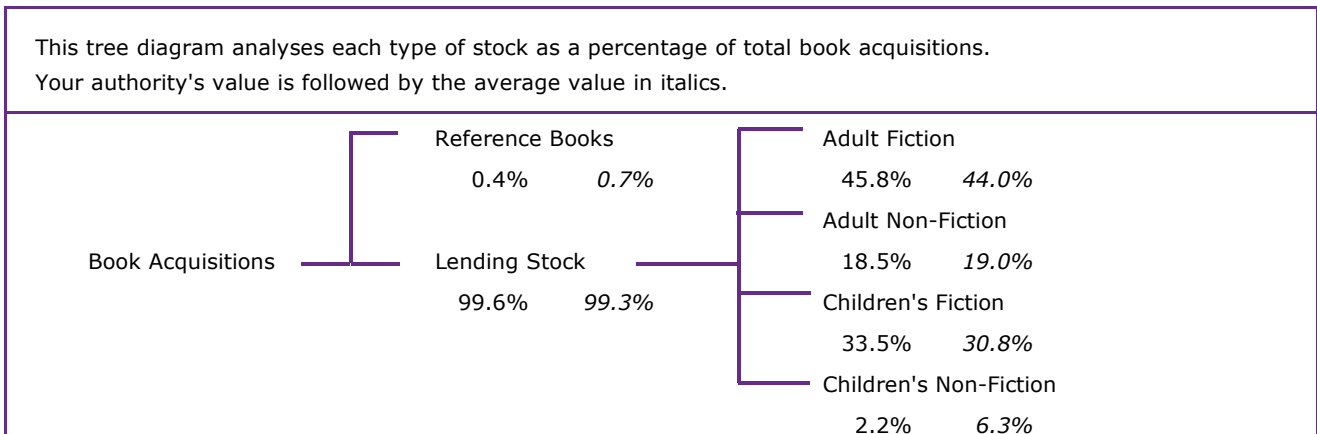 This tree diagram analyses each type of stock as a percentage of total book acquisitions.
Your authority's value is followed by the average value in italics.
Reference Books
0.4% 0.7%
Book Acquisitions
Lending Stock
99.6% 99.3%
Adult Fiction
45.8% 44.0%
Adult Non-Fiction
18.5% 19.0%
Children's Fiction
33.5% 30.8%
Children's Non-Fiction
2.2% 6.3%